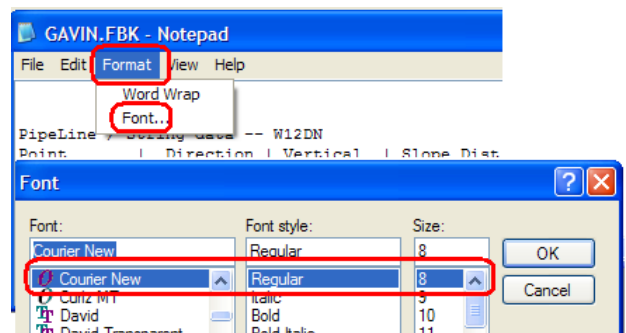 GAVIN.FBK - Notepad
File Edit Format View Help
Word Wrap
Font...
PipeLine / String data -- W12DN
Point | Direction | Vertical | Slope Dist
Font
Font: Font style: Size:
Courier New Regular 8 OK
Courier New Regular 8 Cancel
Curlz MT Italic 9
David Bold 10
David Transparent Bold Italic 11